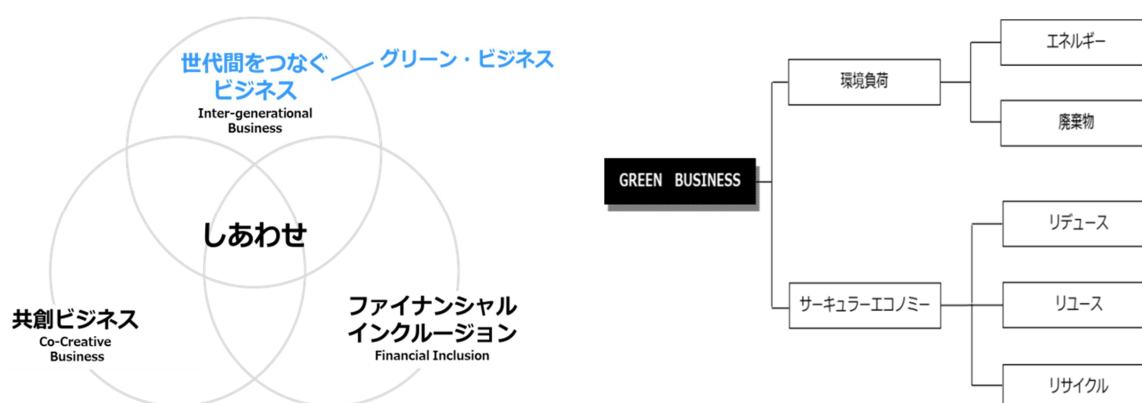 世代間をつなぐ
ビジネス
Inter-generational
Business
グリーン・ビジネス
しあわせ
共創ビジネス
Co-Creative
Business
ファイナンシャル
インクルージョン
Financial Inclusion
GREEN BUSINESS
環境負荷
エネルギー
廃棄物
サーキュラーエコノミー
リデュース
リユース
リサイクル